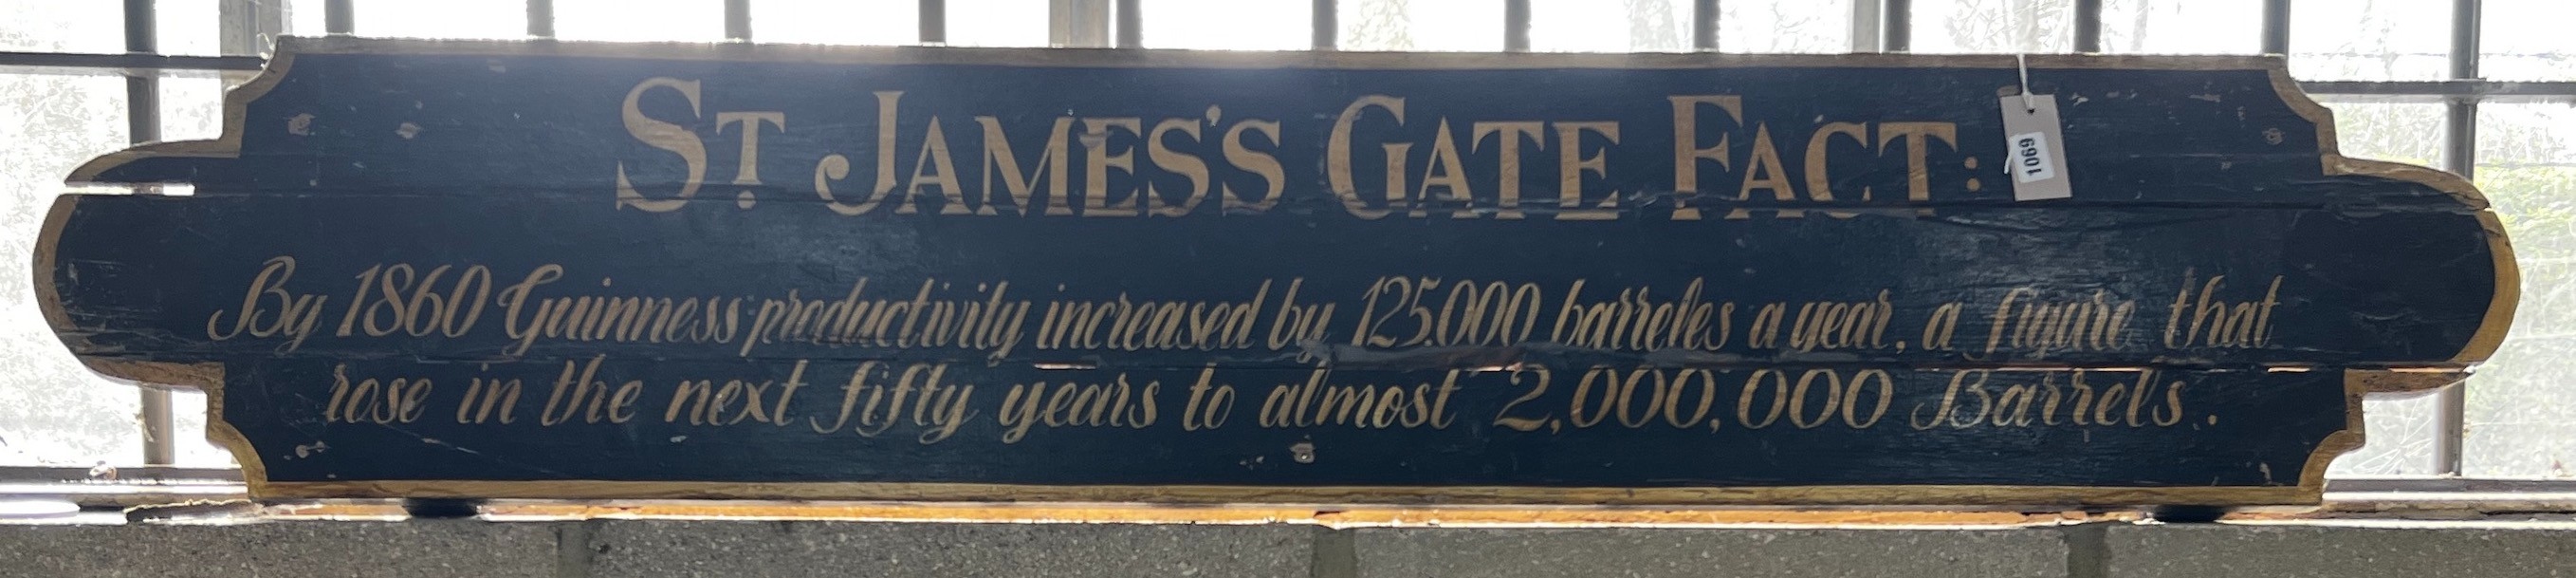 ST. JAMES'S GATE FACT:
1069
By 1860 Guinness productivity increased by 125.000 barreles a year, a figure that
rose in the next fifty years to almost 2,000,000 Barrels.